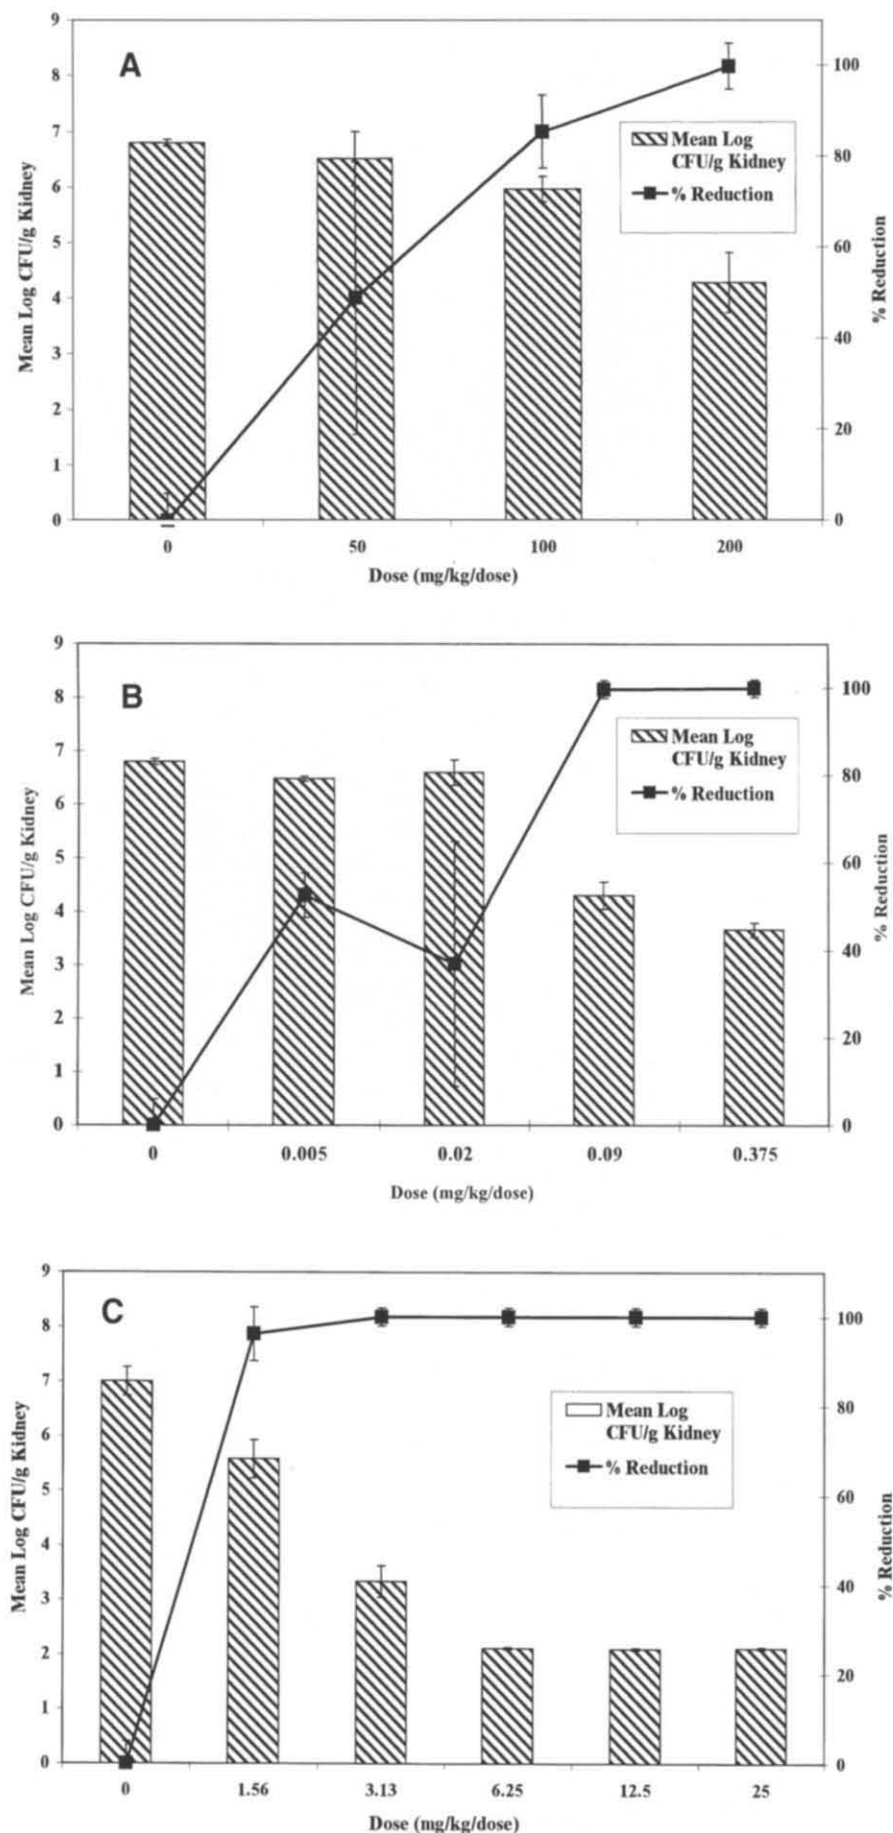 A
9
8
7
6
5
4
3
2
1
0
Mean Log CFU/g Kidney
100
80
60
40
20
0
% Reduction
Mean Log
CFU/g Kidney
% Reduction
0 50 100 200
Dose (mg/kg/dose)
B
9
8
7
6
5
4
3
2
1
0
Mean Log CFU/g Kidney
100
80
60
40
20
0
% Reduction
Mean Log
CFU/g Kidney
% Reduction
0 0.005 0.02 0.09 0.375
Dose (mg/kg/dose)
C
9
8
7
6
5
4
3
2
1
0
Mean Log CFU/g Kidney
100
80
60
40
20
0
% Reduction
Mean Log
CFU/g Kidney
% Reduction
0 1.56 3.13 6.25 12.5 25
Dose (mg/kg/dose)